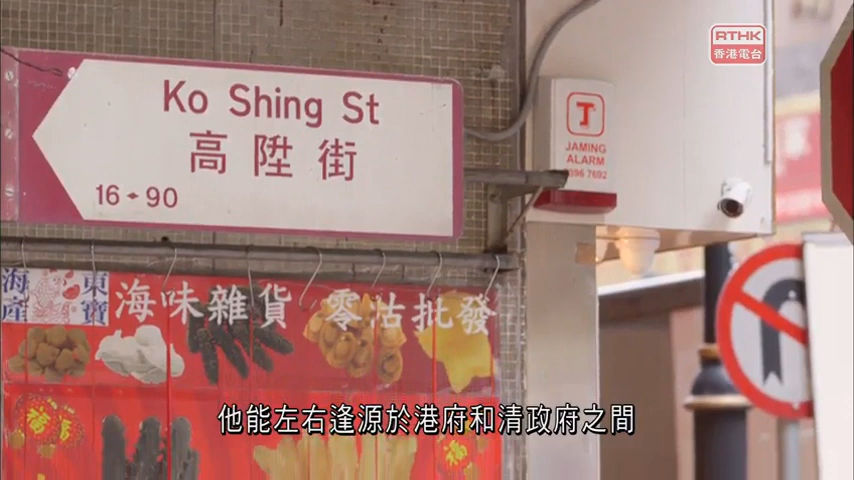 RTHK
香港電台
Ko Shing St
高陞街
16 90
JAMING
ALARM
96 7692
海產
東寶
海味雜貨 零沽批發
他能左右逢源於港府和清政府之間